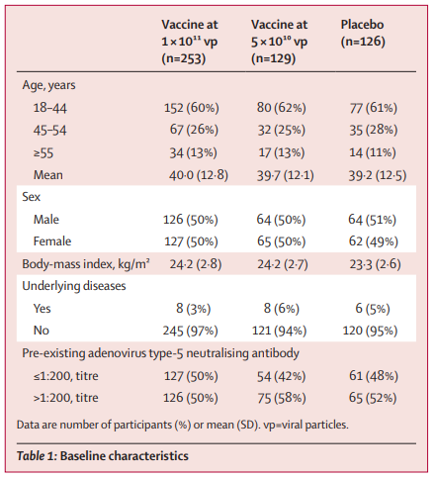 Vaccine at 1 × 10¹¹ vp (n=253) Vaccine at 5 × 10¹⁰ vp (n=129) Placebo (n=126)
Age, years
18–44 152 (60%) 80 (62%) 77 (61%)
45–54 67 (26%) 32 (25%) 35 (28%)
≥55 34 (13%) 17 (13%) 14 (11%)
Mean 40·0 (12·8) 39·7 (12·1) 39·2 (12·5)
Sex
Male 126 (50%) 64 (50%) 64 (51%)
Female 127 (50%) 65 (50%) 62 (49%)
Body-mass index, kg/m² 24·2 (2·8) 24·2 (2·7) 23·3 (2·6)
Underlying diseases
Yes 8 (3%) 8 (6%) 6 (5%)
No 245 (97%) 121 (94%) 120 (95%)
Pre-existing adenovirus type-5 neutralising antibody
≤1:200, titre 127 (50%) 54 (42%) 61 (48%)
>1:200, titre 126 (50%) 75 (58%) 65 (52%)
Data are number of participants (%) or mean (SD). vp=viral particles.
Table 1: Baseline characteristics